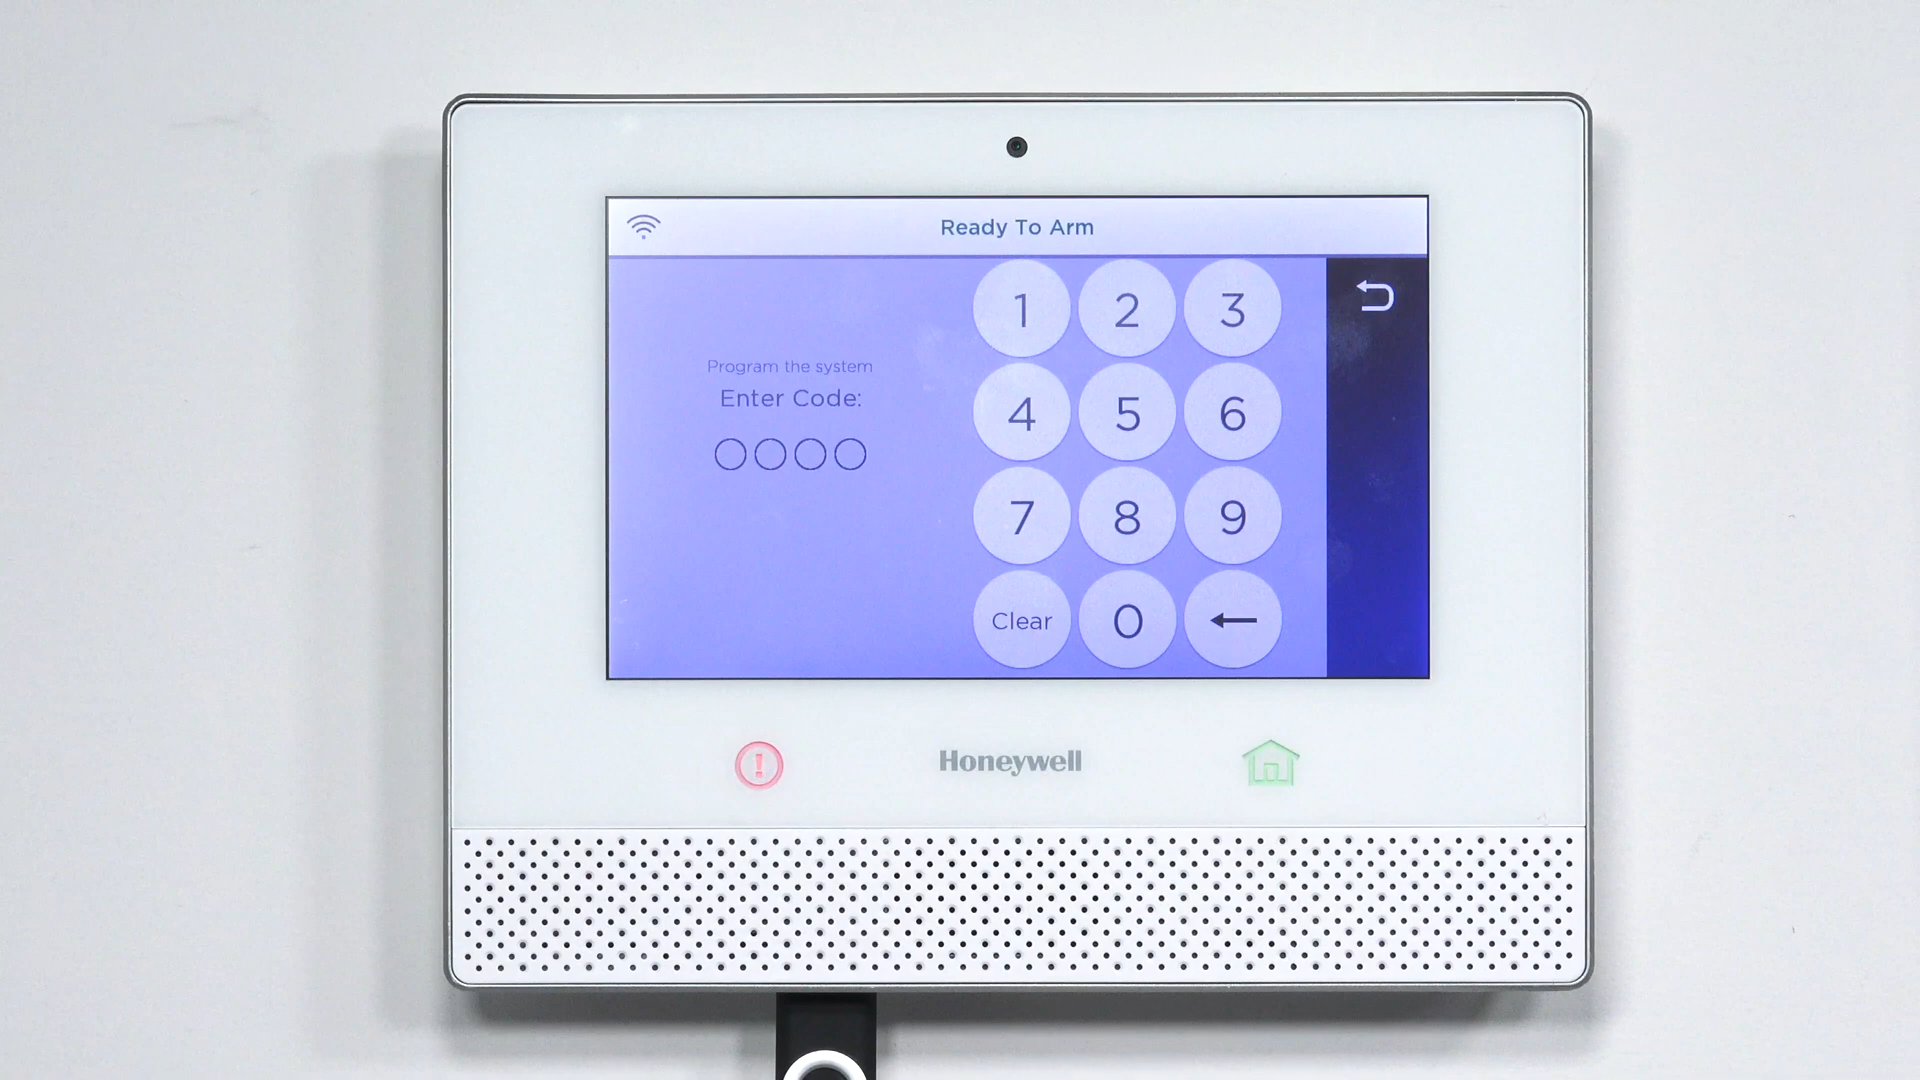 Ready To Arm
Program the system
Enter Code:
1 2 3
4 5 6
7 8 9
Clear 0
Honeywell